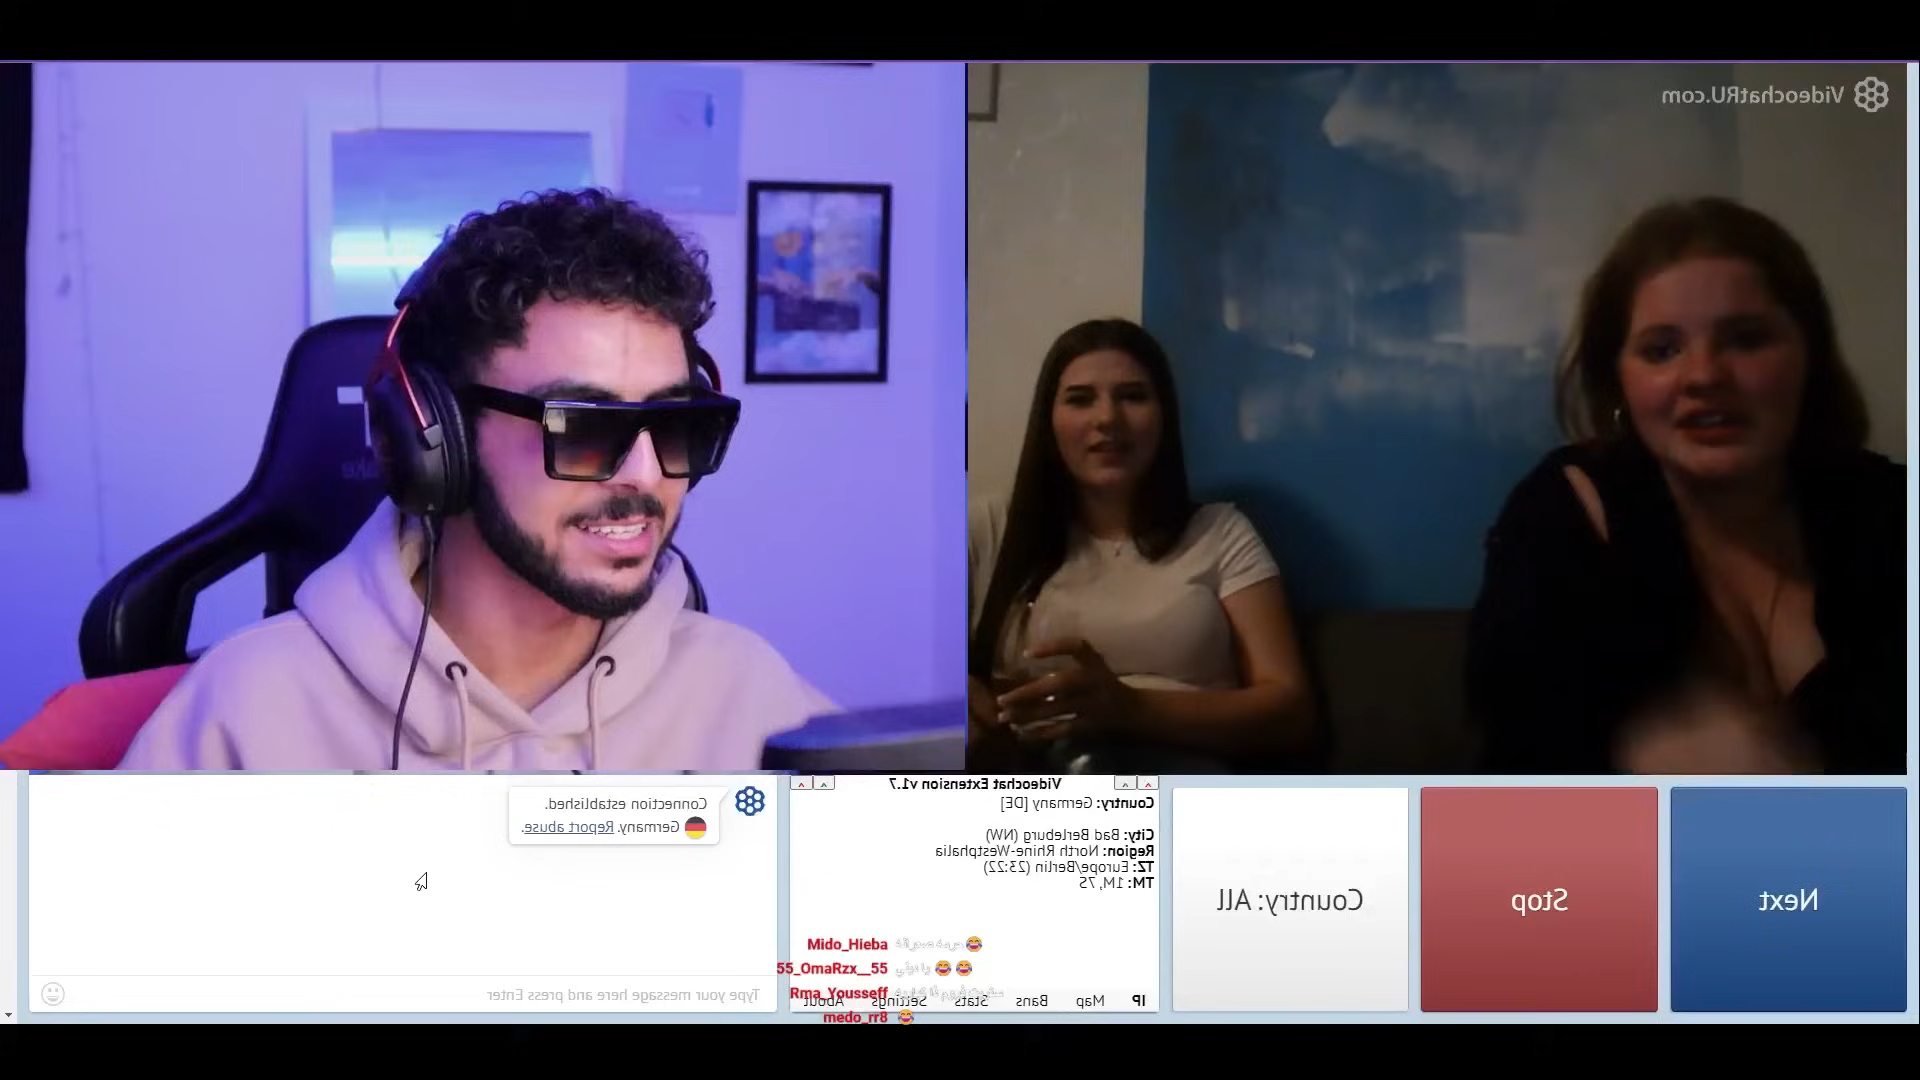 VideochatRU.com
Connection established.
Germany. Report abuse.
Type your message here and press Enter
Videochat Extension v1.7
Country: Germany [DE]
City: Bad Berleburg (NW)
Region: North Rhine-Westphalia
TZ: Europe/Berlin (23:22)
TM: 1M, 7S
IP Map Bans Stats Settings About
Country: All
Stop
Next
Mido_Hieba 😂
55_OmaRzx__55 😂 😂
Rma_Yousseff
medo_rr8 😂